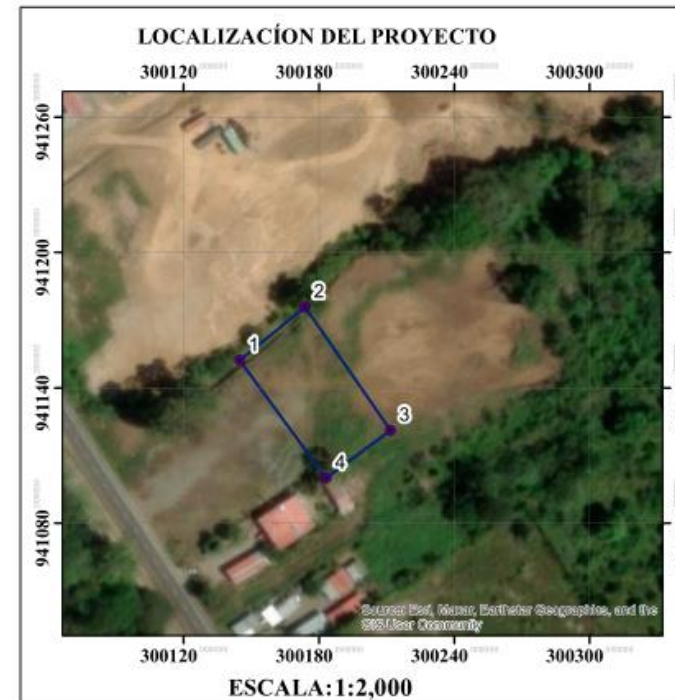 LOCALIZACÍON DEL PROYECTO
300120 300180 300240 300300
941260
941200
941140
941080
2
1
3
4
Source: Esri, Maxar, Earthstar Geographics, and the
GIS User Community
300120 300180 300240 300300
ESCALA:1:2,000